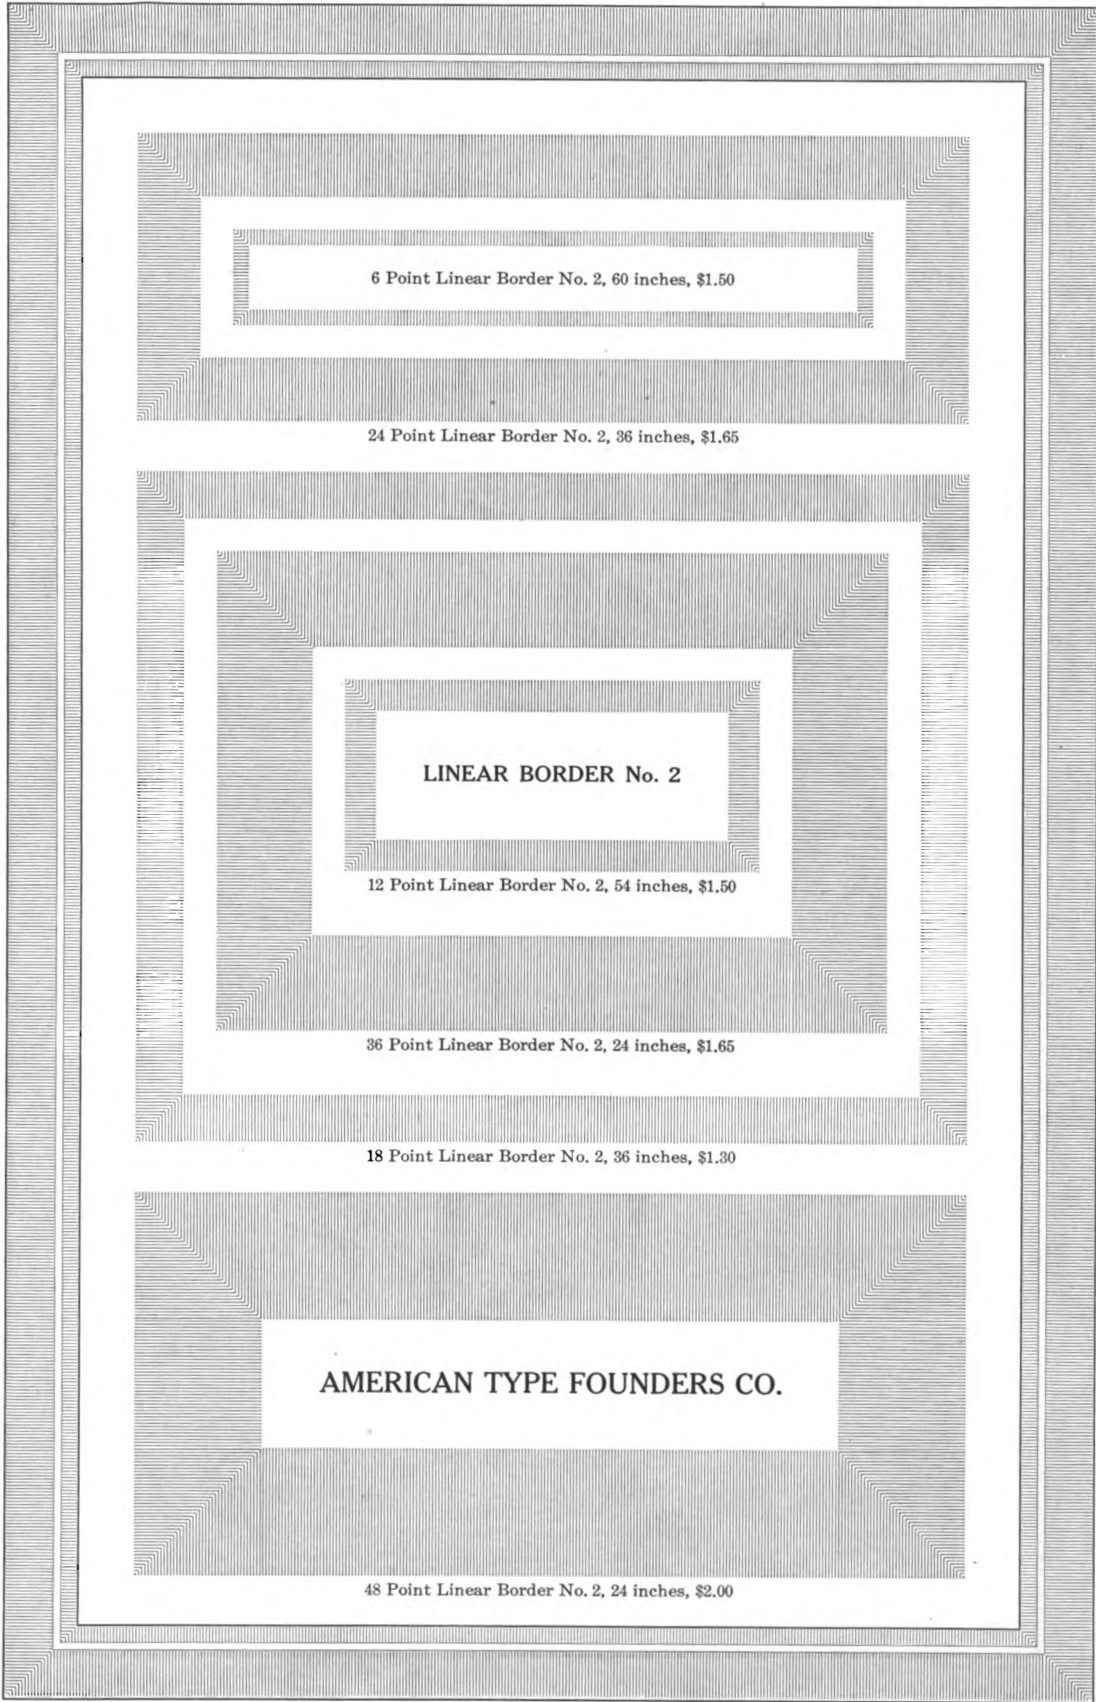 6 Point Linear Border No. 2, 60 inches, $1.50
24 Point Linear Border No. 2, 36 inches, $1.65
LINEAR BORDER No. 2
12 Point Linear Border No. 2, 54 inches, $1.50
36 Point Linear Border No. 2, 24 inches, $1.65
18 Point Linear Border No. 2, 36 inches, $1.30
AMERICAN TYPE FOUNDERS CO.
48 Point Linear Border No. 2, 24 inches, $2.00